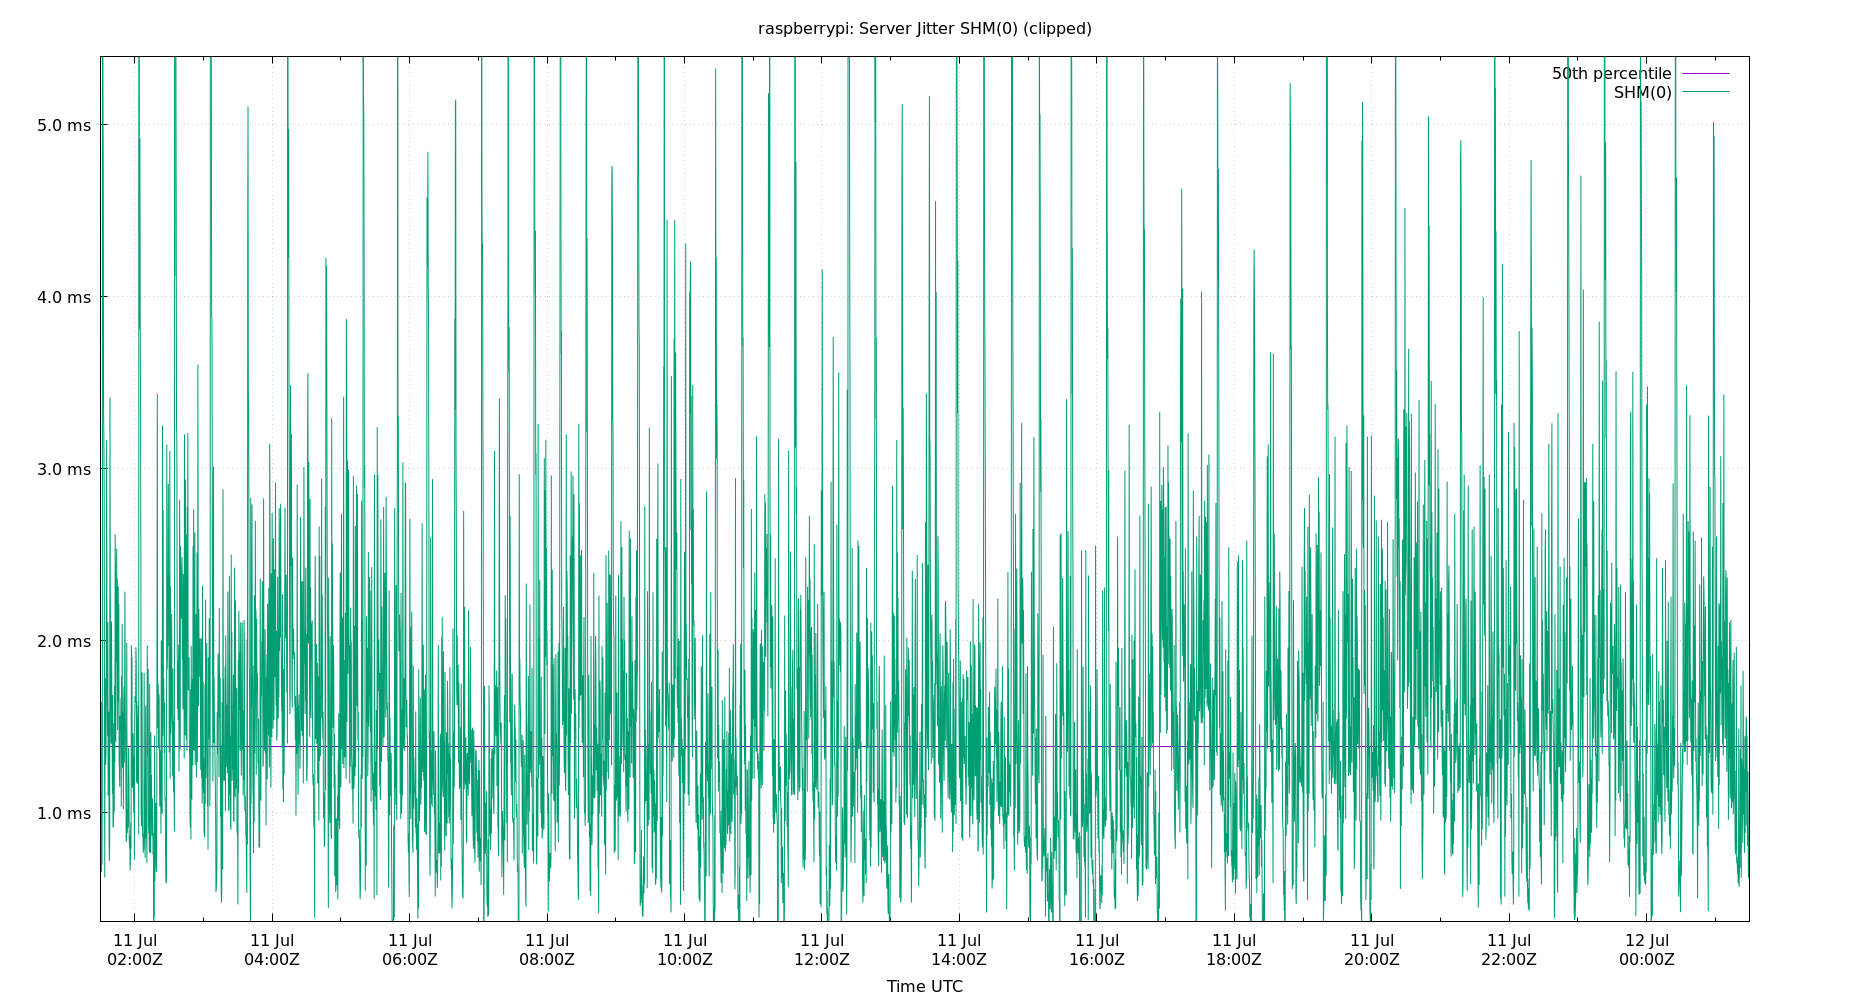 raspberrypi: Server Jitter SHM(0) (clipped)
50th percentile
SHM(0)
5.0 ms
4.0 ms
3.0 ms
2.0 ms
1.0 ms
11 Jul 11 Jul 11 Jul 11 Jul 11 Jul 11 Jul 11 Jul 11 Jul 11 Jul 11 Jul 11 Jul 12 Jul
02:00Z 04:00Z 06:00Z 08:00Z 10:00Z 12:00Z 14:00Z 16:00Z 18:00Z 20:00Z 22:00Z 00:00Z
Time UTC